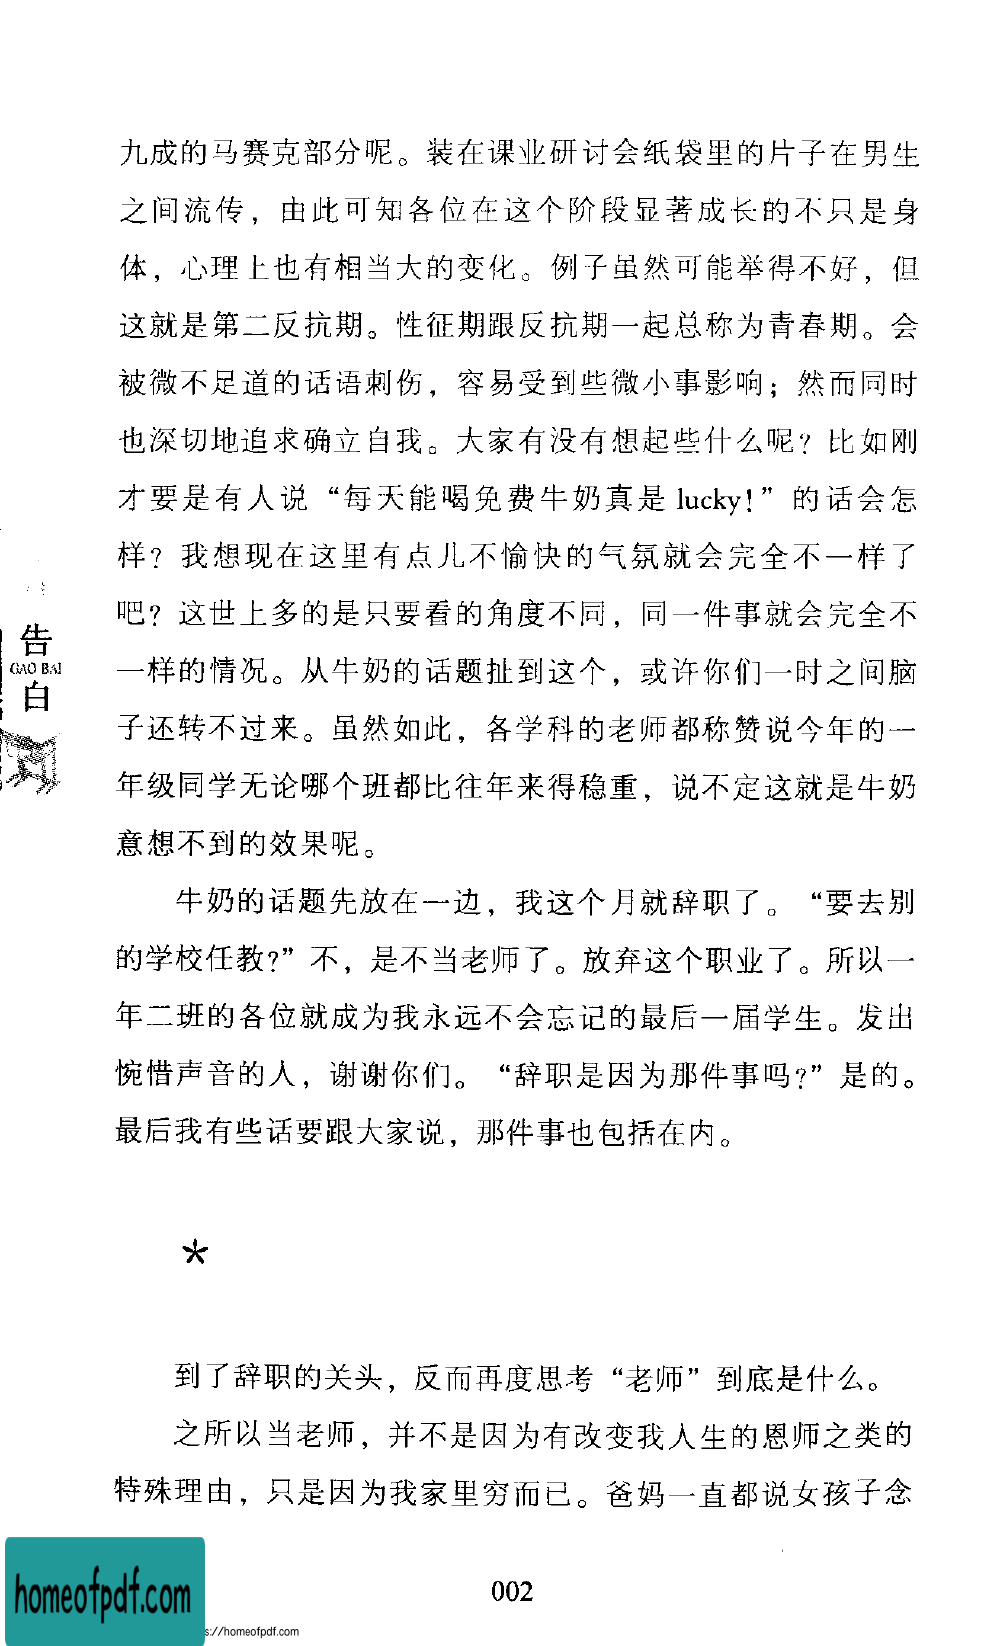 九成的马赛克部分呢。装在课业研讨会纸袋里的片子在男生
之间流传，由此可知各位在这个阶段显著成长的不只是身
体，心理上也有相当大的变化。例子虽然可能举得不好，但
这就是第二反抗期。性征期跟反抗期一起总称为青春期。会
被微不足道的话语刺伤，容易受到些微小事影响；然而同时
也深切地追求确立自我。大家有没有想起些什么呢？比如刚
才要是有人说“每天能喝免费牛奶真是 lucky！”的话会怎
样？我想现在这里有点儿不愉快的气氛就会完全不一样了
吧？这世上多的是只要看的角度不同，同一件事就会完全不
一样的情况。从牛奶的话题扯到这个，或许你们一时之间脑
子还转不过来。虽然如此，各学科的老师都称赞说今年的一
年级同学无论哪个班都比往年来得稳重，说不定这就是牛奶
意想不到的效果呢。
牛奶的话题先放在一边，我这个月就辞职了。“要去别
的学校任教？”不，是不当老师了。放弃这个职业了。所以一
年二班的各位就成为我永远不会忘记的最后一届学生。发出
惋惜声音的人，谢谢你们。“辞职是因为那件事吗？”是的。
最后我有些话要跟大家说，那件事也包括在内。
*
到了辞职的关头，反而再度思考“老师”到底是什么。
之所以当老师，并不是因为有改变我人生的恩师之类的
特殊理由，只是因为我家里穷而已。爸妈一直都说女孩子念
告
GAO BAI
白
002
homeofpdf.com
s://homeofpdf.com